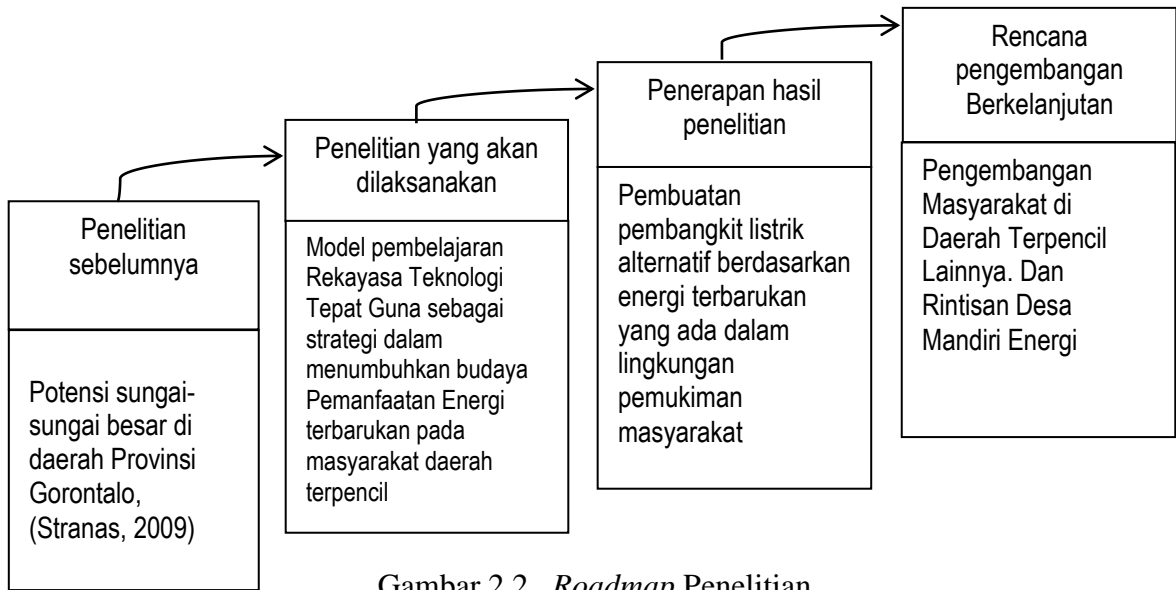 Penelitian
sebelumnya
Potensi sungai-
sungai besar di
daerah Provinsi
Gorontalo,
(Stranas, 2009)
Penelitian yang akan
dilaksanakan
Model pembelajaran
Rekayasa Teknologi
Tepat Guna sebagai
strategi dalam
menumbuhkan budaya
Pemanfaatan Energi
terbarukan pada
masyarakat daerah
terpencil
Penerapan hasil
penelitian
Pembuatan
pembangkit listrik
alternatif berdasarkan
energi terbarukan
yang ada dalam
lingkungan
pemukiman
masyarakat
Rencana
pengembangan
Berkelanjutan
Pengembangan
Masyarakat di
Daerah Terpencil
Lainnya. Dan
Rintisan Desa
Mandiri Energi
Gambar 2.2 Roadmap Penelitian